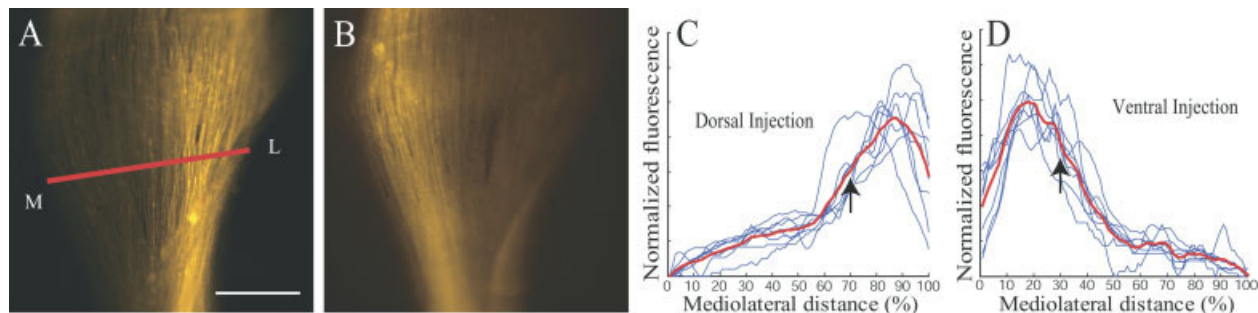 A
M
L
B
C
Normalized fluorescence
Dorsal Injection
0 10 20 30 40 50 60 70 80 90 100
Mediolateral distance (%)
D
Normalized fluorescence
Ventral Injection
0 10 20 30 40 50 60 70 80 90 100
Mediolateral distance (%)